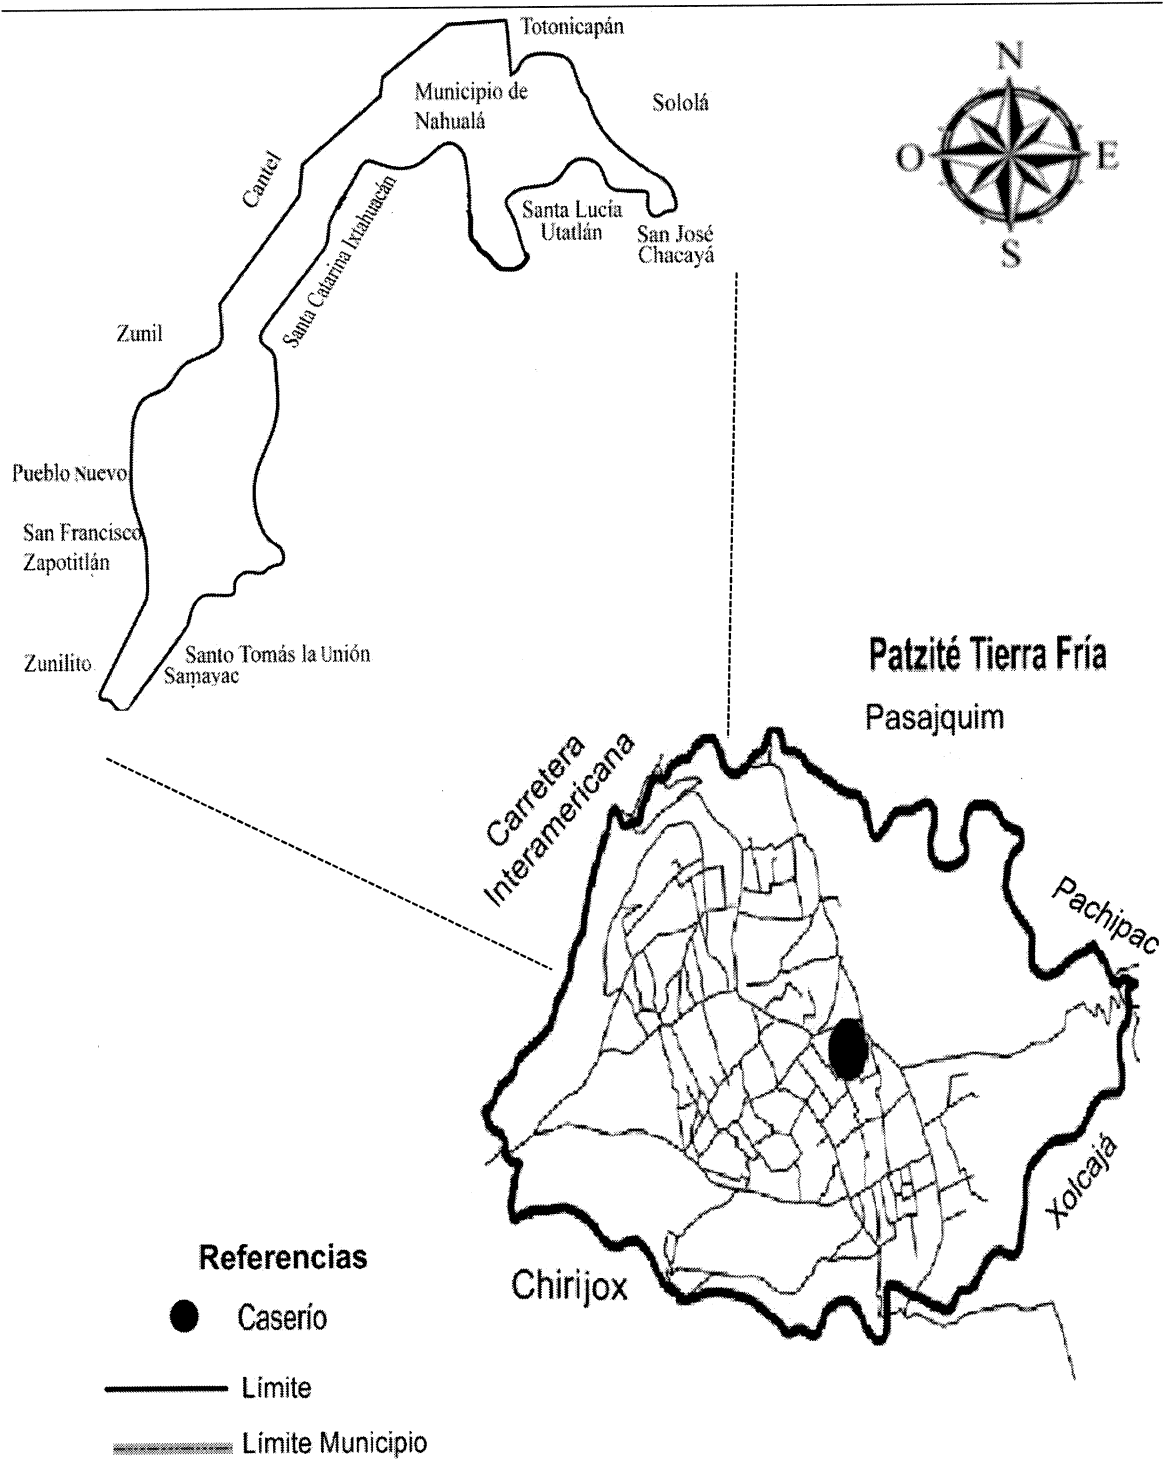 Totonicapán
Municipio de
Nahualá
Sololá
N
O
E
S
Cantel
Santa Catarina Ixtahuacán
Santa Lucía
Utatlán
San José
Chacayá
Zunil
Pueblo Nuevo
San Francisco
Zapotitlán
Zunilito
Santo Tomás la Unión
Samayac
Patzité Tierra Fría
Pasajquim
Carretera
Interamericana
Pachipac
Xolcajá
Chirijox
Referencias
Caserío
Límite
Límite Municipio